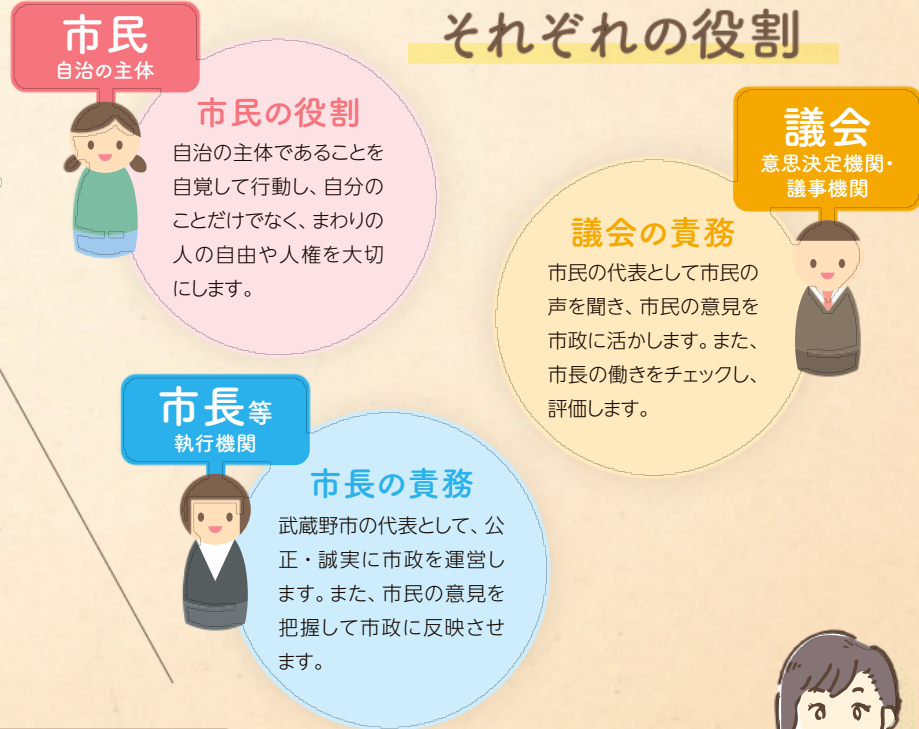 それぞれの役割
市民
自治の主体
市民の役割
自治の主体であることを
自覚して行動し、自分の
ことだけでなく、まわりの
人の自由や人権を大切
にします。
議会
意思決定機関・
議事機関
議会の責務
市民の代表として市民の
声を聞き、市民の意見を
市政に活かします。また、
市長の働きをチェックし、
評価します。
市長等
執行機関
市長の責務
武蔵野市の代表として、公
正・誠実に市政を運営し
ます。また、市民の意見を
把握して市政に反映させ
ます。